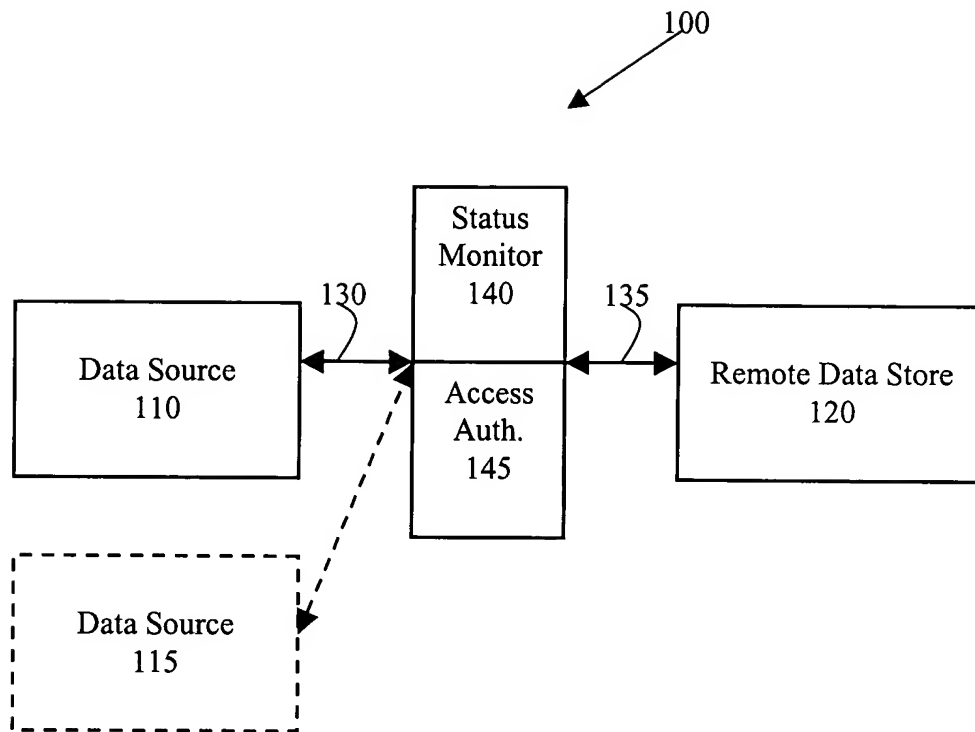 100
Status
Monitor
140
130
135
Data Source
110
Access
Auth.
145
Remote Data Store
120
Data Source
115